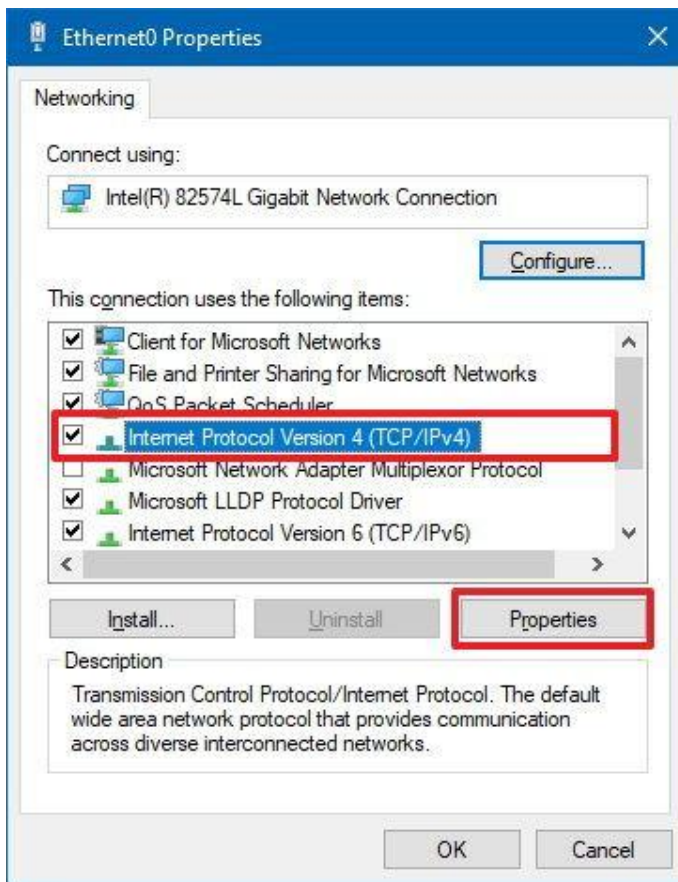 Ethernet0 Properties
Networking
Connect using:
Intel(R) 82574L Gigabit Network Connection
Configure...
This connection uses the following items:
Client for Microsoft Networks
File and Printer Sharing for Microsoft Networks
QoS Packet Scheduler
Internet Protocol Version 4 (TCP/IPv4)
Microsoft Network Adapter Multiplexor Protocol
Microsoft LLDP Protocol Driver
Internet Protocol Version 6 (TCP/IPv6)
Install...
Uninstall
Properties
Description
Transmission Control Protocol/Internet Protocol. The default
wide area network protocol that provides communication
across diverse interconnected networks.
OK
Cancel